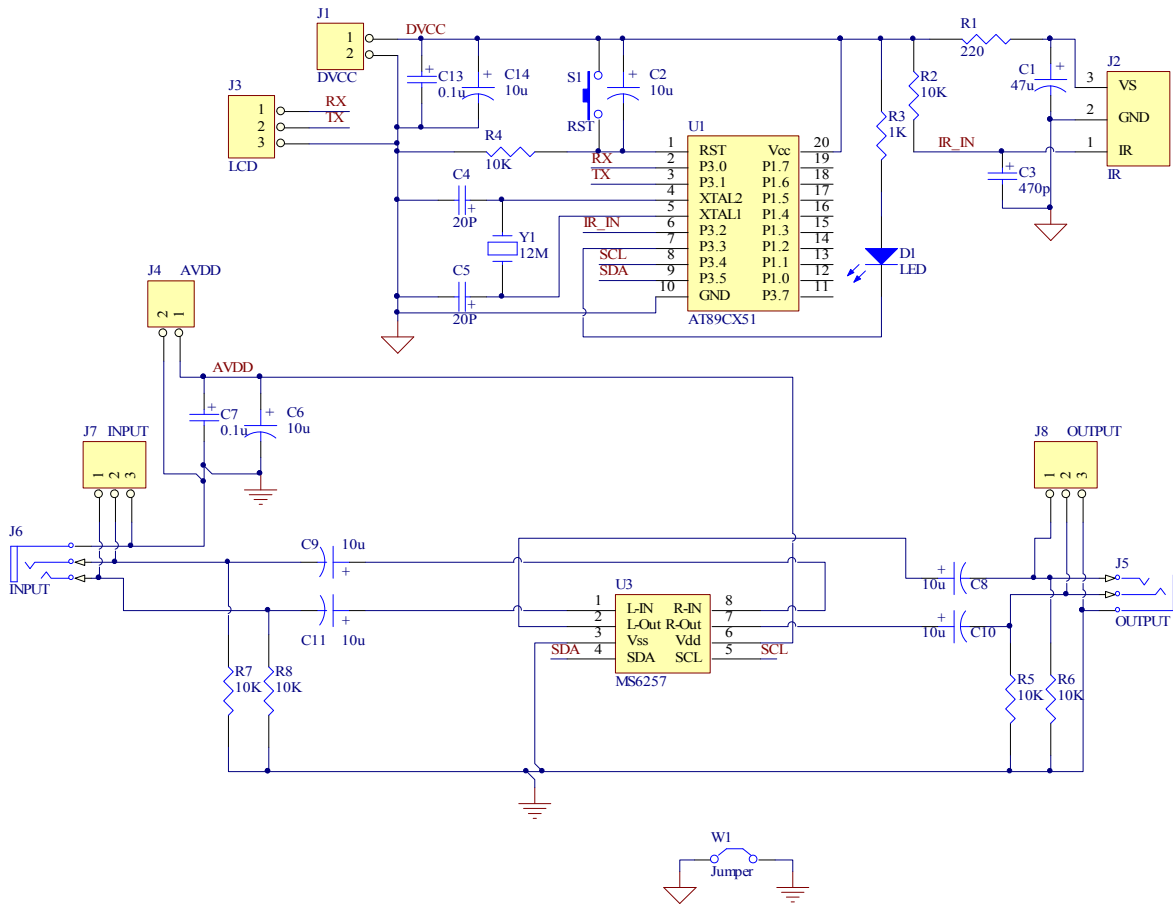 J1
1
2
DVCC
DVCC
J3
1
2
3
RX
TX
LCD
C13
0.1u
+
C14
10u
+
S1
RST
C2
10u
+
R4
10K
R1
220
C1
47u
+
R2
10K
R3
1K
J2
3 VS
2 GND
1 IR
IR
IR_IN
C3
470p
+
U1
1 RST Vcc 20
2 P3.0 P1.7 19
3 P3.1 P1.6 18
4 XTAL2 P1.5 17
5 XTAL1 P1.4 16
6 P3.2 P1.3 15
7 P3.3 P1.2 14
8 P3.4 P1.1 13
9 P3.5 P1.0 12
10 GND P3.7 11
AT89CX51
RX
TX
IR_IN
SCL
SDA
C4
+
20P
Y1
12M
C5
+
20P
D1
LED
J4 AVDD
2 1
AVDD
+
C7
0.1u
+
C6
10u
J7 INPUT
1 2 3
J6
INPUT
C9 10u
+
C11 10u
+
R7
10K
R8
10K
U3
1 L-IN R-IN 8
2 L-Out R-Out 7
3 Vss Vdd 6
4 SDA SCL 5
MS6257
SDA
SCL
J8 OUTPUT
1 2 3
+
10u C8
+
10u C10
J5
OUTPUT
R5
10K
R6
10K
W1
Jumper